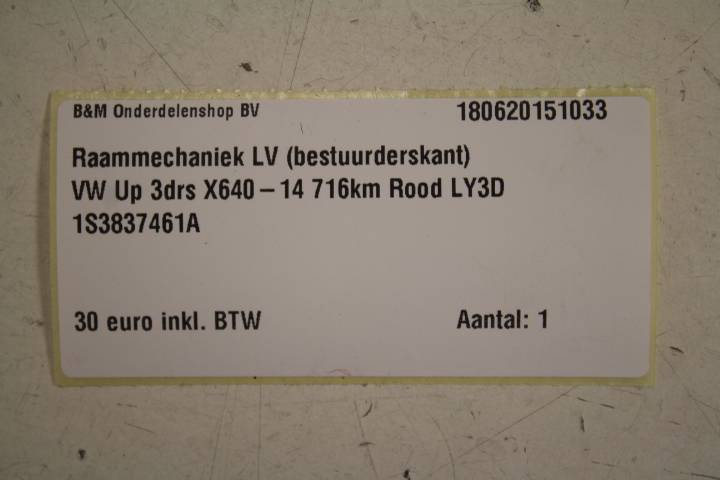 B&M Onderdelenshop BV 180620151033
Raammechaniek LV (bestuurderskant)
VW Up 3drs X640 – 14 716km Rood LY3D
1S3837461A
30 euro inkl. BTW Aantal: 1